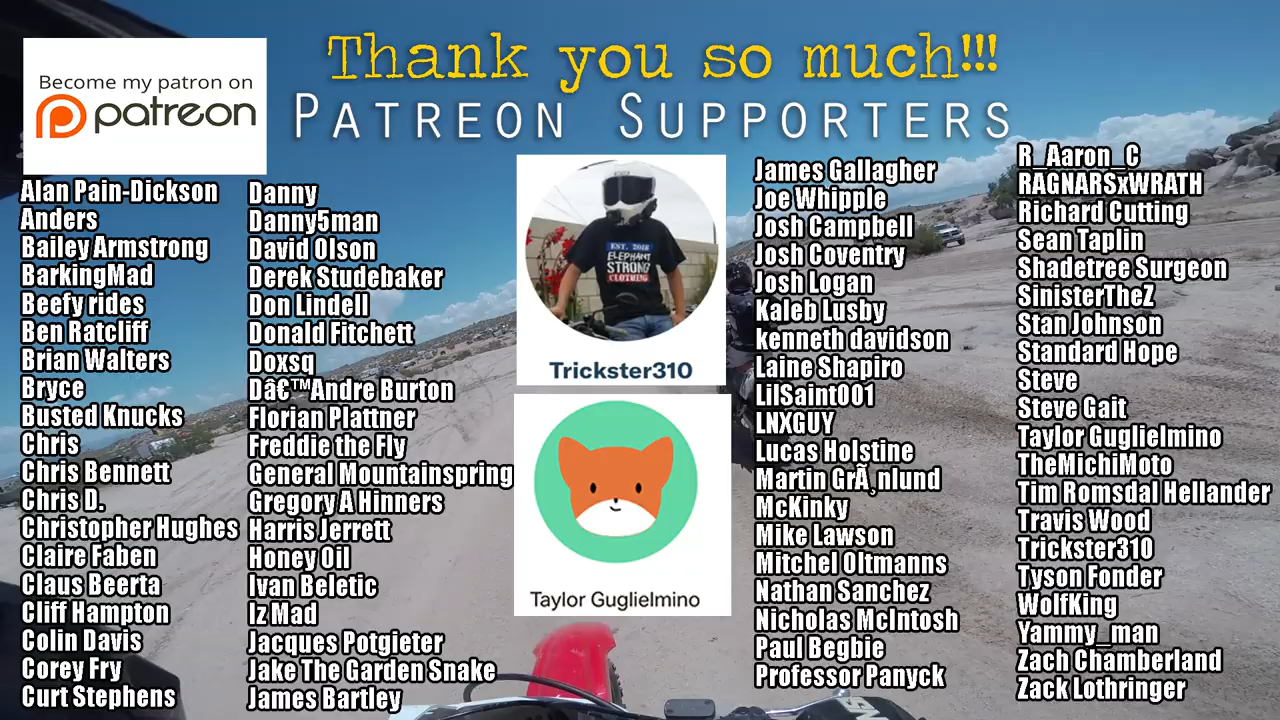 Thank you so much!!!
PATREON SUPPORTERS
Become my patron on
patreon
Alan Pain-Dickson
Anders
Bailey Armstrong
BarkingMad
Beefy rides
Ben Ratcliff
Brian Walters
Bryce
Busted Knucks
Chris
Chris Bennett
Chris D.
Christopher Hughes
Claire Faben
Claus Beerta
Cliff Hampton
Colin Davis
Corey Fry
Curt Stephens
Danny
Danny5man
David Olson
Derek Studebaker
Don Lindell
Donald Fitchett
Doxsq
Dâ€™Andre Burton
Florian Plattner
Freddie the Fly
General Mountainspring
Gregory A Hinners
Harris Jerrett
Honey Oil
Ivan Beletic
Iz Mad
Jacques Potgieter
Jake The Garden Snake
James Bartley
EST. 2018
ELEPHANT
STRONG
CLOTHING
Trickster310
Taylor Guglielmino
James Gallagher
Joe Whipple
Josh Campbell
Josh Coventry
Josh Logan
Kaleb Lusby
kenneth davidson
Laine Shapiro
LilSaint001
LNXGUY
Lucas Holstine
Martin GrÃ¸nlund
McKinky
Mike Lawson
Mitchel Oltmanns
Nathan Sanchez
Nicholas McIntosh
Paul Begbie
Professor Panyck
R_Aaron_C
RAGNARSxWRATH
Richard Cutting
Sean Taplin
Shadetree Surgeon
SinisterTheZ
Stan Johnson
Standard Hope
Steve
Steve Gait
Taylor Guglielmino
TheMichiMoto
Tim Romsdal Hellander
Travis Wood
Trickster310
Tyson Fonder
WolfKing
Yammy_man
Zach Chamberland
Zack Lothringer